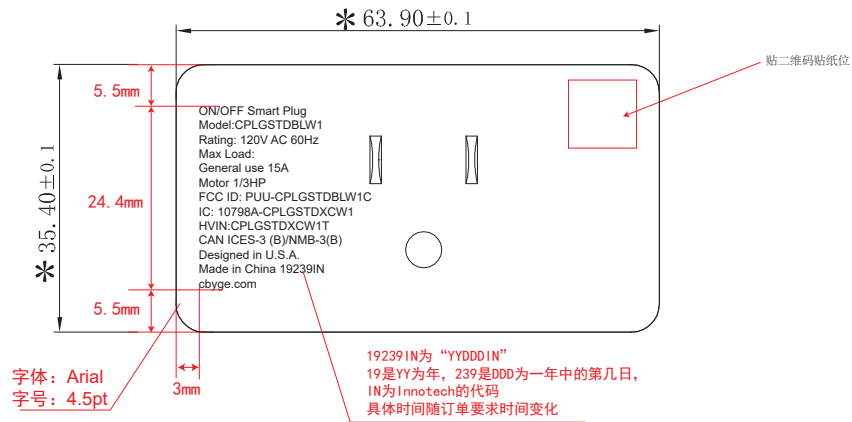 ＊63.90±0.1
贴二维码贴纸位
5.5mm
＊35.40±0.1
24.4mm
5.5mm
ON/OFF Smart Plug
Model:CPLGSTDBLW1
Rating: 120V AC 60Hz
Max Load:
General use 15A
Motor 1/3HP
FCC ID: PUU-CPLGSTDBLW1C
IC: 10798A-CPLGSTDXCW1
HVIN:CPLGSTDXCW1T
CAN ICES-3 (B)/NMB-3(B)
Designed in U.S.A.
Made in China 19239IN
cbyge.com
3mm
字体：Arial
字号：4.5pt
19239IN为“YYDDDIN”
19是YY为年，239是DDD为一年中的第几日，
IN为Innotech的代码
具体时间随订单要求时间变化